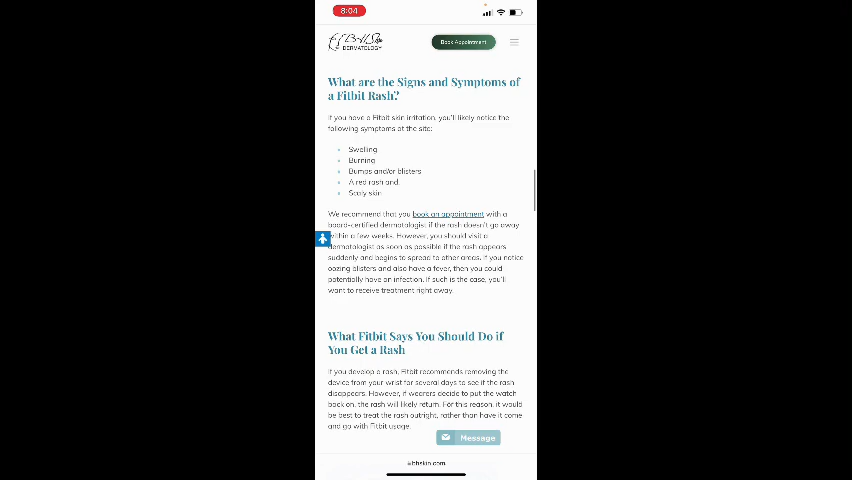 8:04
DERMATOLOGY
Book Appointment
What are the Signs and Symptoms of
a Fitbit Rash?
If you have a Fitbit skin irritation, you'll likely notice the
following symptoms at the site:
Swelling
Burning
Bumps and/or blisters
A red rash and,
Scaly skin
We recommend that you book an appointment with a
board-certified dermatologist if the rash doesn't go away
within a few weeks. However, you should visit a
dermatologist as soon as possible if the rash appears
suddenly and begins to spread to other areas. If you notice
oozing blisters and also have a fever, then you could
potentially have an infection. If such is the case, you'll
want to receive treatment right away.
What Fitbit Says You Should Do if
You Get a Rash
If you develop a rash, Fitbit recommends removing the
device from your wrist for several days to see if the rash
disappears. However, if wearers decide to put the watch
back on, the rash will likely return. For this reason, it would
be best to treat the rash outright, rather than have it come
and go with Fitbit usage.
Message
bhskin.com